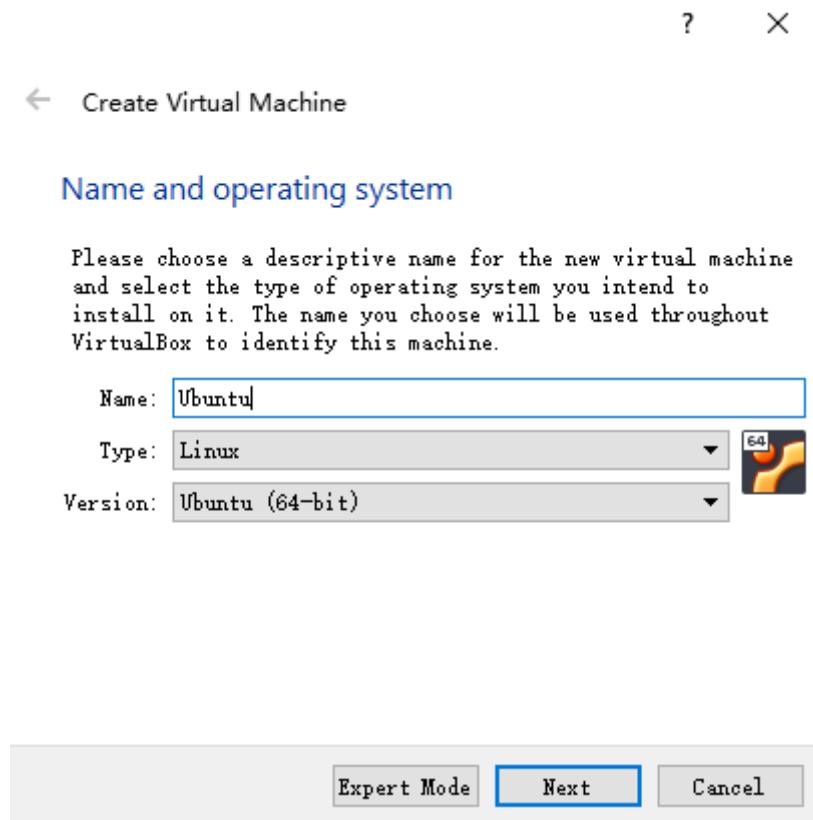 ?
Create Virtual Machine
Name and operating system
Please choose a descriptive name for the new virtual machine
and select the type of operating system you intend to
install on it. The name you choose will be used throughout
VirtualBox to identify this machine.
Name: Ubuntu
Type: Linux
64
Version: Ubuntu (64-bit)
Expert Mode Next Cancel